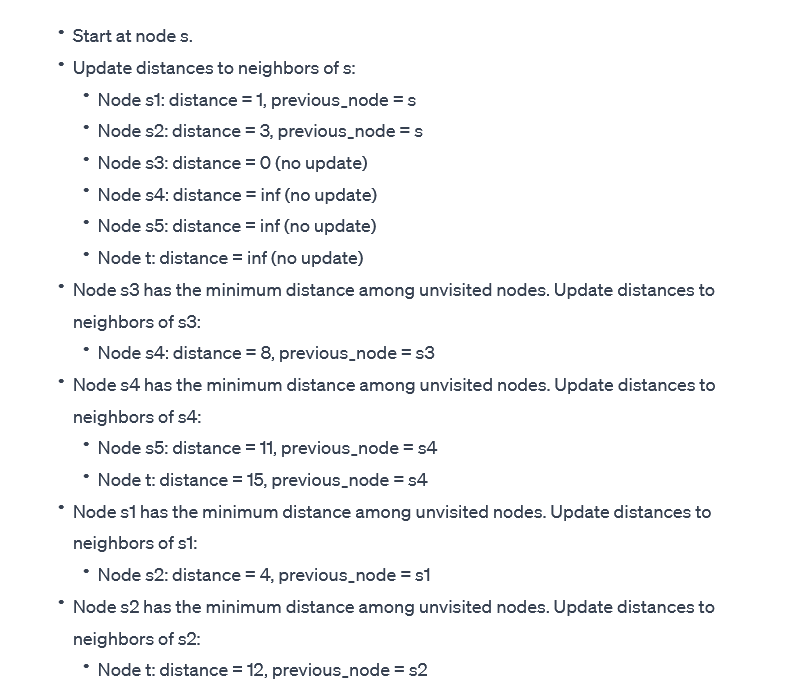 • Start at node s.
• Update distances to neighbors of s:
• Node s1: distance = 1, previous_node = s
• Node s2: distance = 3, previous_node = s
• Node s3: distance = 0 (no update)
• Node s4: distance = inf (no update)
• Node s5: distance = inf (no update)
• Node t: distance = inf (no update)
• Node s3 has the minimum distance among unvisited nodes. Update distances to
neighbors of s3:
• Node s4: distance = 8, previous_node = s3
• Node s4 has the minimum distance among unvisited nodes. Update distances to
neighbors of s4:
• Node s5: distance = 11, previous_node = s4
• Node t: distance = 15, previous_node = s4
• Node s1 has the minimum distance among unvisited nodes. Update distances to
neighbors of s1:
• Node s2: distance = 4, previous_node = s1
• Node s2 has the minimum distance among unvisited nodes. Update distances to
neighbors of s2:
• Node t: distance = 12, previous_node = s2